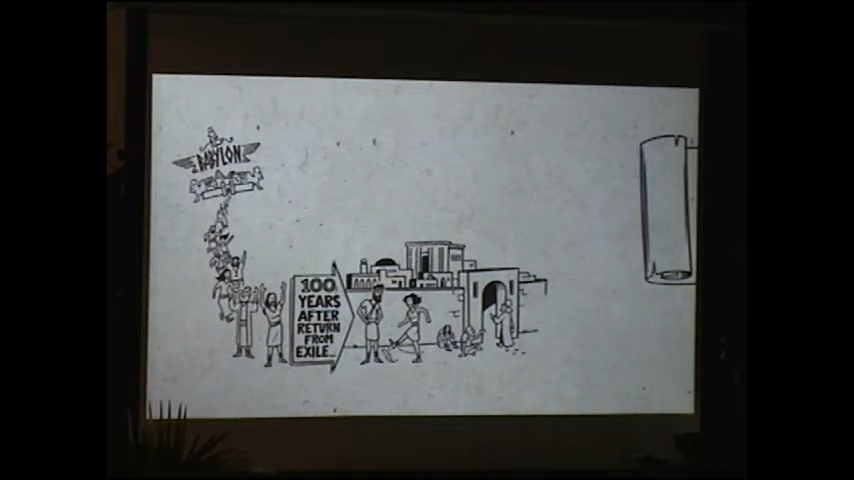 BABYLON
100
YEARS
AFTER
RETURN
FROM
EXILE...